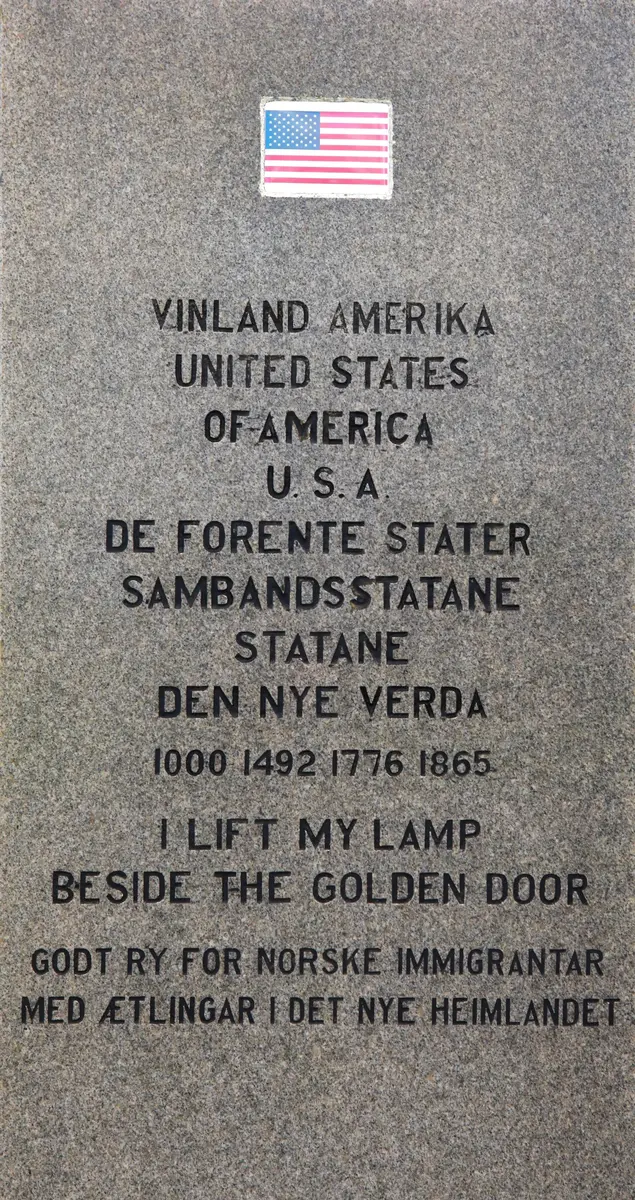 VINLAND AMERIKA
UNITED STATES
OF AMERICA
U. S. A.
DE FORENTE STATER
SAMBANDSSTATANE
STATANE
DEN NYE VERDA
1000 1492 1776 1865
I LIFT MY LAMP
BESIDE THE GOLDEN DOOR
GODT RY FOR NORSKE IMMIGRANTAR
MED ÆTLINGAR I DET NYE HEIMLANDET